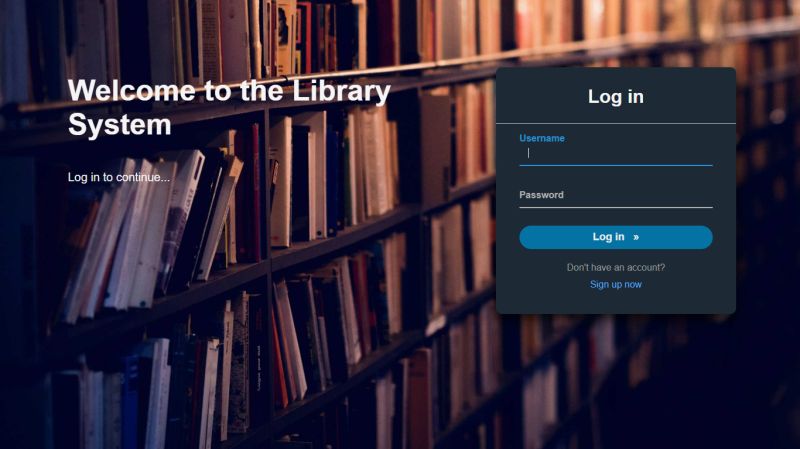 Welcome to the Library
System
Log in to continue...
Log in
Username
Password
Log in »
Don't have an account?
Sign up now